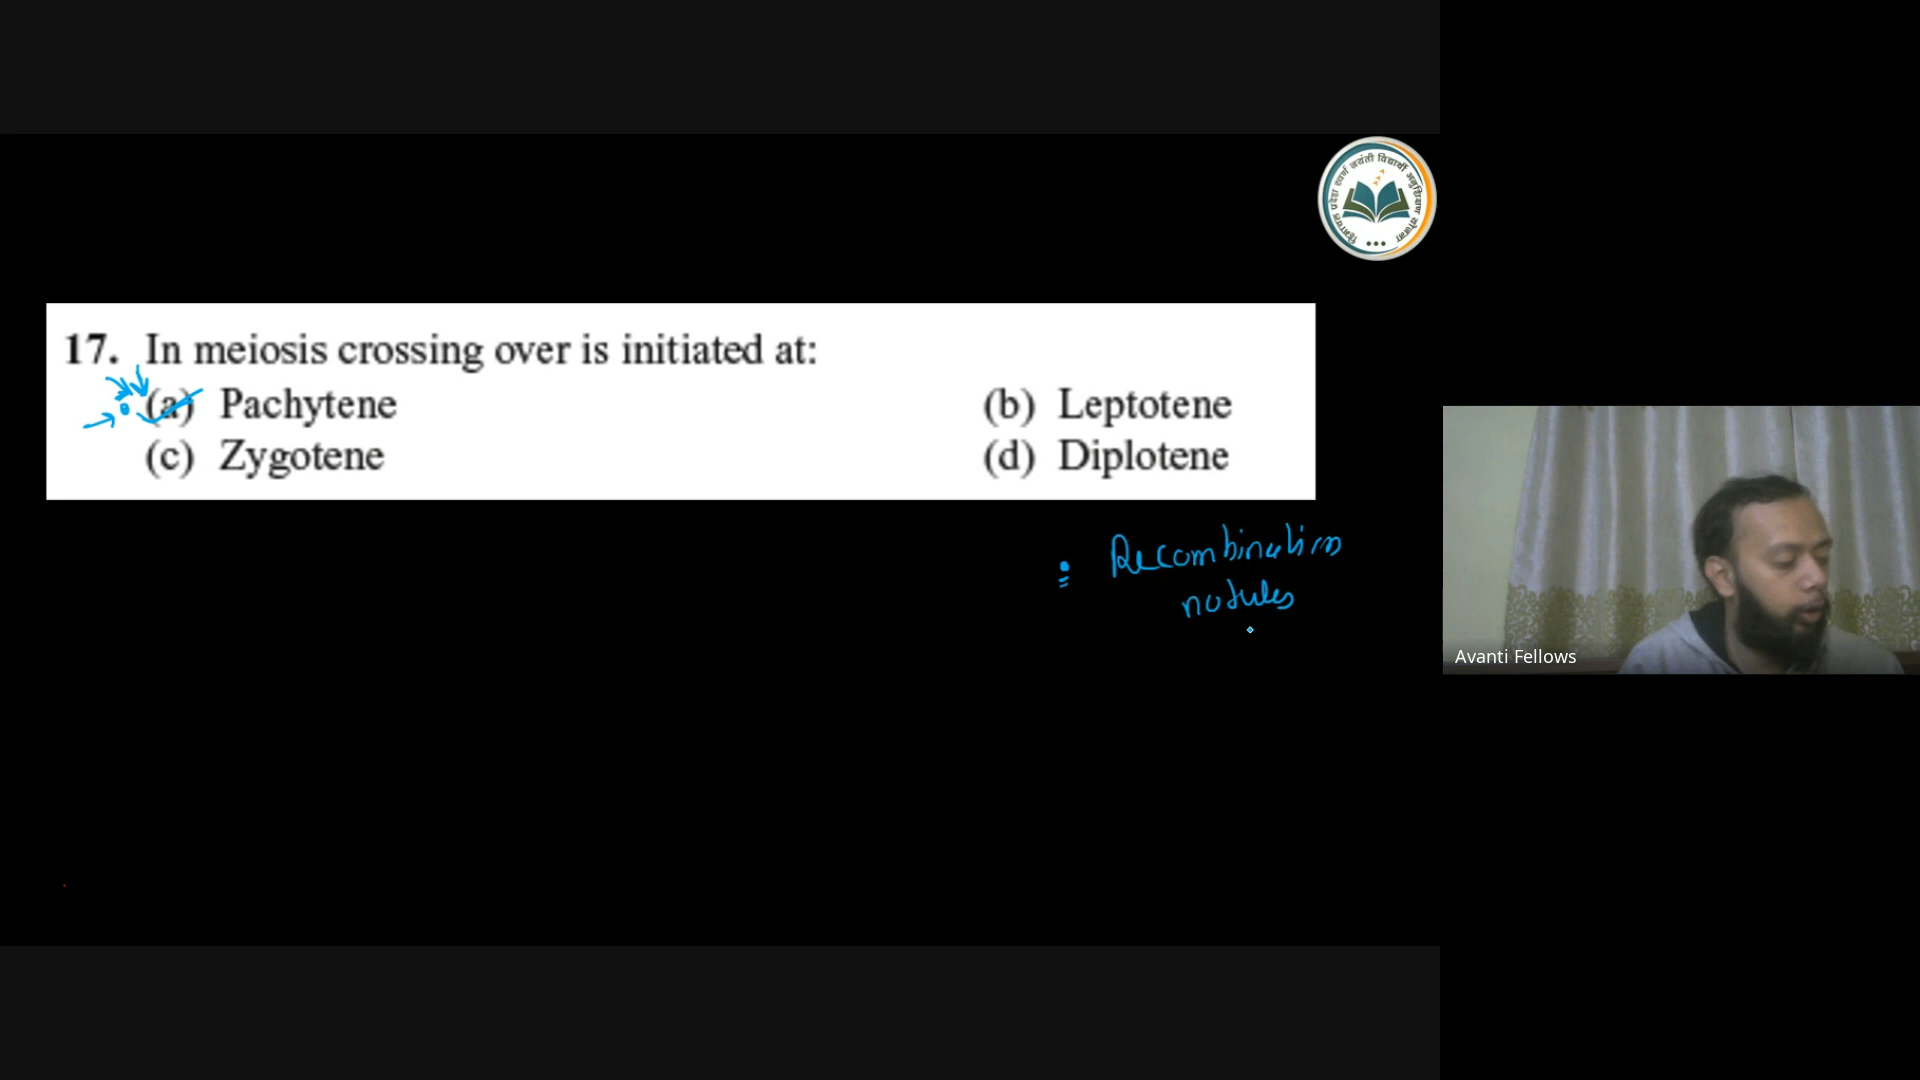 17. In meiosis crossing over is initiated at:
(a) Pachytene (b) Leptotene
(c) Zygotene (d) Diplotene
Recombination
nodules
Avanti Fellows